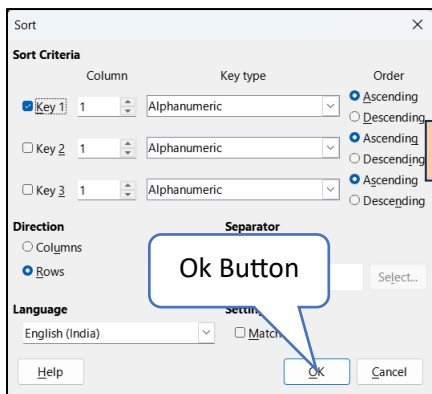 Sort
Sort Criteria
Column Key type Order
Key 1 1 Alphanumeric Ascending
Descending
Key 2 1 Alphanumeric Ascending
Descending
Key 3 1 Alphanumeric Ascending
Descending
Direction Separator
Columns
Rows Ok Button Select...
Language
English (India)
Help OK Cancel